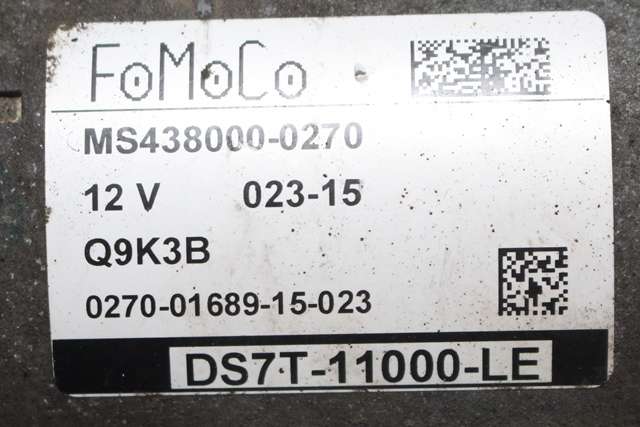 FoMoCo
MS438000-0270
12 V 023-15
Q9K3B
0270-01689-15-023
DS7T-11000-LE